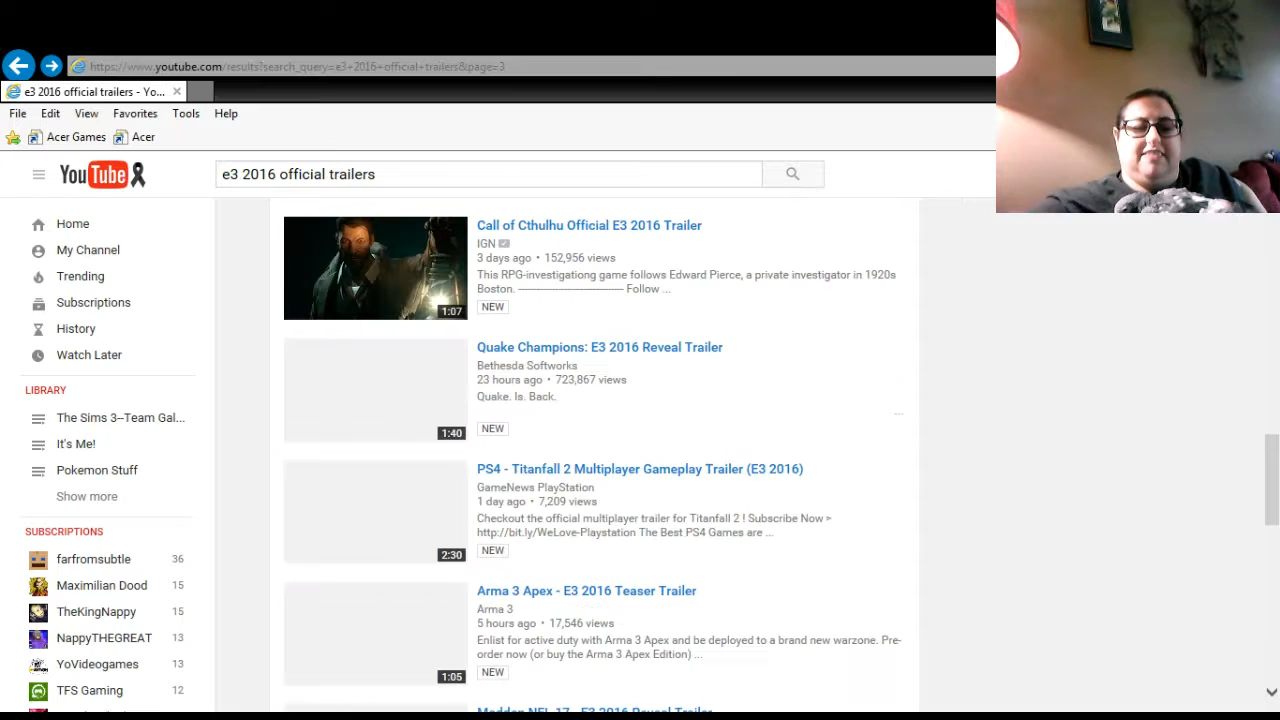 https://www.youtube.com/results?search_query=e3+2016+official+trailers&page=3
e3 2016 official trailers - Yo...
File Edit View Favorites Tools Help
Acer Games Acer
YouTube
e3 2016 official trailers
Home
My Channel
Trending
Subscriptions
History
Watch Later
LIBRARY
The Sims 3--Team Gal...
It's Me!
Pokemon Stuff
Show more
SUBSCRIPTIONS
farfromsubtle 36
Maximilian Dood 15
TheKingNappy 15
NappyTHEGREAT 13
YoVideogames 13
TFS Gaming 12
1:07
Call of Cthulhu Official E3 2016 Trailer
IGN
3 days ago • 152,956 views
This RPG-investigationg game follows Edward Pierce, a private investigator in 1920s
Boston. ------------------------------- Follow ...
NEW
1:40
Quake Champions: E3 2016 Reveal Trailer
Bethesda Softworks
23 hours ago • 723,867 views
Quake. Is. Back.
...
NEW
2:30
PS4 - Titanfall 2 Multiplayer Gameplay Trailer (E3 2016)
GameNews PlayStation
1 day ago • 7,209 views
Checkout the official multiplayer trailer for Titanfall 2 ! Subscribe Now >
http://bit.ly/WeLove-Playstation The Best PS4 Games are ...
NEW
1:05
Arma 3 Apex - E3 2016 Teaser Trailer
Arma 3
5 hours ago • 17,546 views
Enlist for active duty with Arma 3 Apex and be deployed to a brand new warzone. Pre-
order now (or buy the Arma 3 Apex Edition) ...
NEW
Madden NFL 17 - E3 2016 Reveal Trailer